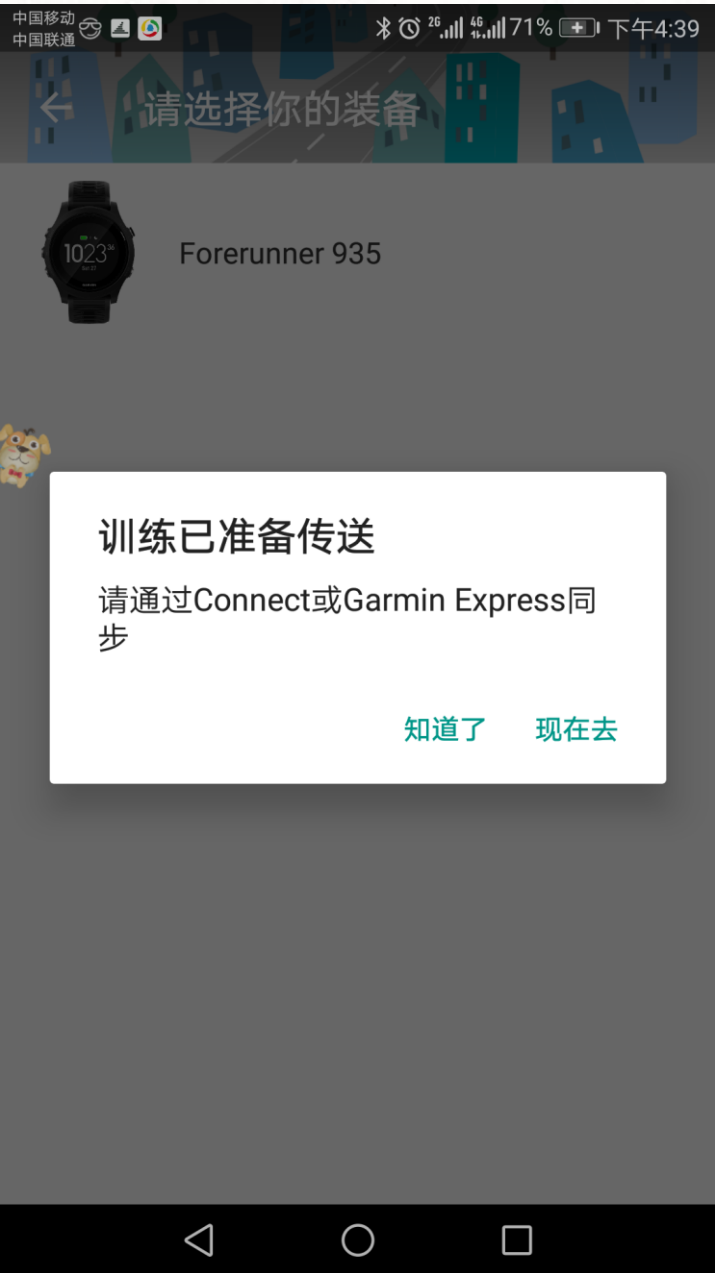 中国移动
中国联通
2G 4G 71% 下午4:39
请选择你的装备
1023
Forerunner 935
训练已准备传送
请通过Connect或Garmin Express同
步
知道了 现在去